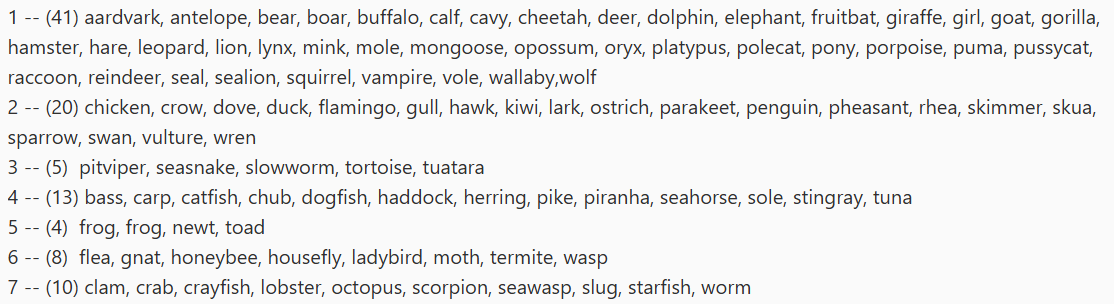 1 -- (41) aardvark, antelope, bear, boar, buffalo, calf, cavy, cheetah, deer, dolphin, elephant, fruitbat, giraffe, girl, goat, gorilla,
hamster, hare, leopard, lion, lynx, mink, mole, mongoose, opossum, oryx, platypus, polecat, pony, porpoise, puma, pussycat,
raccoon, reindeer, seal, sealion, squirrel, vampire, vole, wallaby,wolf
2 -- (20) chicken, crow, dove, duck, flamingo, gull, hawk, kiwi, lark, ostrich, parakeet, penguin, pheasant, rhea, skimmer, skua,
sparrow, swan, vulture, wren
3 -- (5)  pitviper, seasnake, slowworm, tortoise, tuatara
4 -- (13) bass, carp, catfish, chub, dogfish, haddock, herring, pike, piranha, seahorse, sole, stingray, tuna
5 -- (4)  frog, frog, newt, toad
6 -- (8)  flea, gnat, honeybee, housefly, ladybird, moth, termite, wasp
7 -- (10) clam, crab, crayfish, lobster, octopus, scorpion, seawasp, slug, starfish, worm